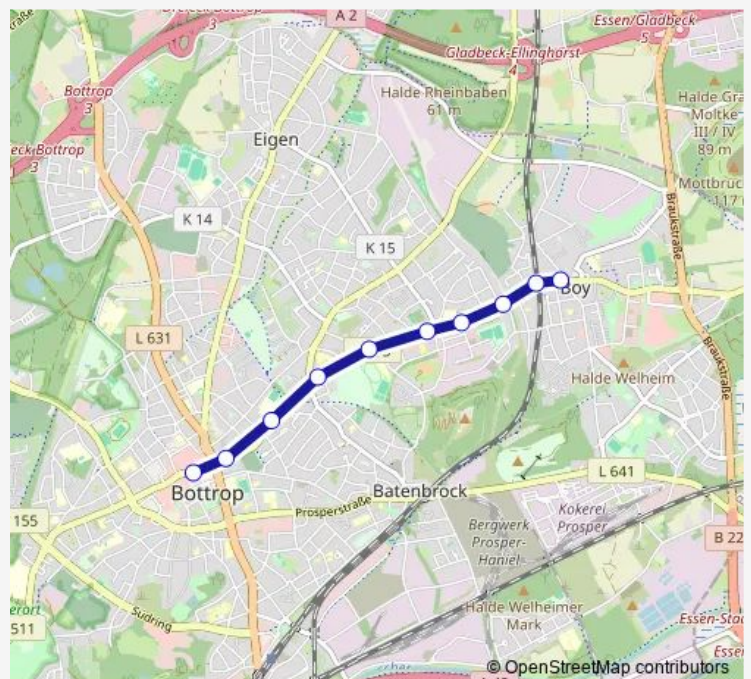 A 2
3
Essen/Gladbeck
5
Gladbeck-Ellinghorst
4
Bottrop
3
Halde Rheinbaben
61 m
Halde Gra
Moltke
III / IV
89 m
Eigen
eck Bottrop
3
Mottbruc
117
K 14
Braukstraße
K 15
Boy
L 631
Braukstraße
Halde Welheim
L 641
Bottrop
Batenbrock
Prosperstraße
155
Bergwerk
Prosper-
Haniel
Kokerei
Prosper
B 22
Halde Welheimer
Mark
erort
511
Südring
Essen-Sta
Essen
© OpenStreetMap contributors